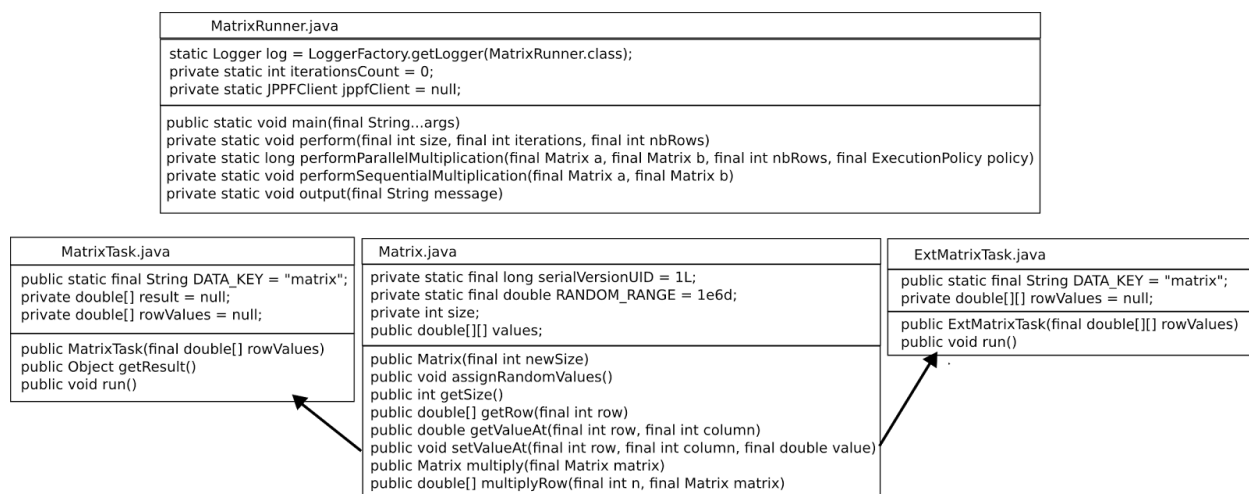 MatrixRunner.java
static Logger log = LoggerFactory.getLogger(MatrixRunner.class);
private static int iterationsCount = 0;
private static JPPFClient jppfClient = null;
public static void main(final String...args)
private static void perform(final int size, final int iterations, final int nbRows)
private static long performParallelMultiplication(final Matrix a, final Matrix b, final int nbRows, final ExecutionPolicy policy)
private static void performSequentialMultiplication(final Matrix a, final Matrix b)
private static void output(final String message)
MatrixTask.java
public static final String DATA_KEY = "matrix";
private double[] result = null;
private double[] rowValues = null;
public MatrixTask(final double[] rowValues)
public Object getResult()
public void run()
Matrix.java
private static final long serialVersionUID = 1L;
private static final double RANDOM_RANGE = 1e6d;
private int size;
public double[][] values;
public Matrix(final int newSize)
public void assignRandomValues()
public int getSize()
public double[] getRow(final int row)
public double getValueAt(final int row, final int column)
public void setValueAt(final int row, final int column, final double value)
public Matrix multiply(final Matrix matrix)
public double[] multiplyRow(final int n, final Matrix matrix)
ExtMatrixTask.java
public static final String DATA_KEY = "matrix";
private double[][] rowValues = null;
public ExtMatrixTask(final double[][] rowValues)
public void run()
.